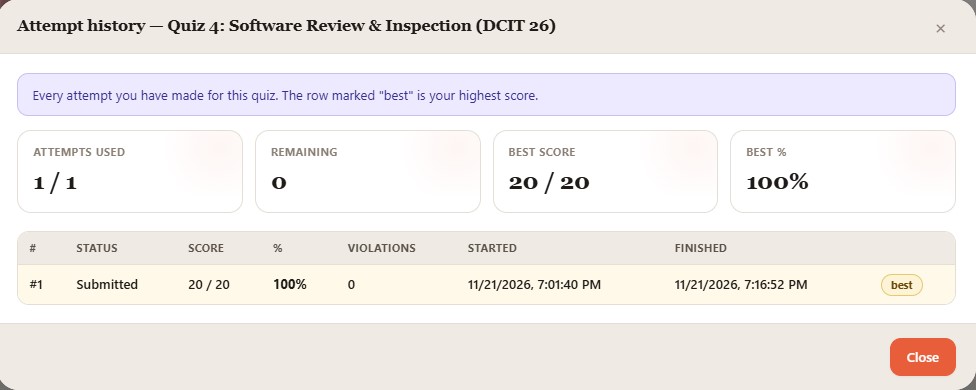 Attempt history — Quiz 4: Software Review & Inspection (DCIT 26)
×
Every attempt you have made for this quiz. The row marked "best" is your highest score.
ATTEMPTS USED REMAINING BEST SCORE BEST %
1 / 1 0 20 / 20 100%
# STATUS SCORE % VIOLATIONS STARTED FINISHED
#1 Submitted 20 / 20 100% 0 11/21/2026, 7:01:40 PM 11/21/2026, 7:16:52 PM best
Close